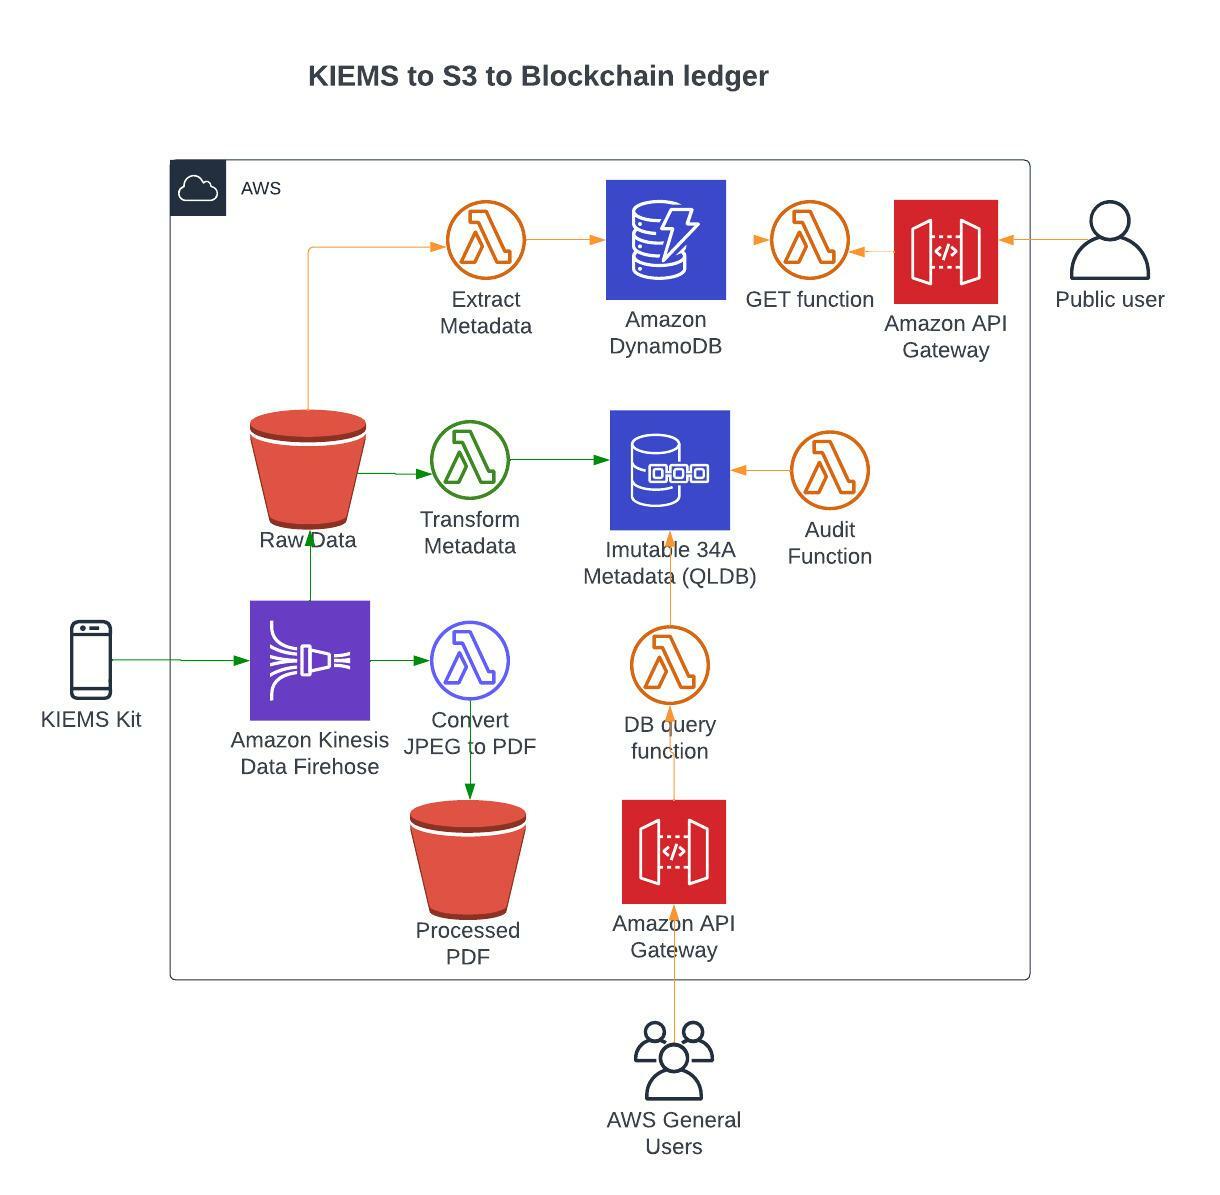 KIEMS to S3 to Blockchain ledger
AWS
Extract
Metadata
Amazon
DynamoDB
GET function
Amazon API
Gateway
Public user
Raw Data
Transform
Metadata
Imutable 34A
Metadata (QLDB)
Audit
Function
KIEMS Kit
Amazon Kinesis
Data Firehose
Convert
JPEG to PDF
DB query
function
Processed
PDF
Amazon API
Gateway
AWS General
Users